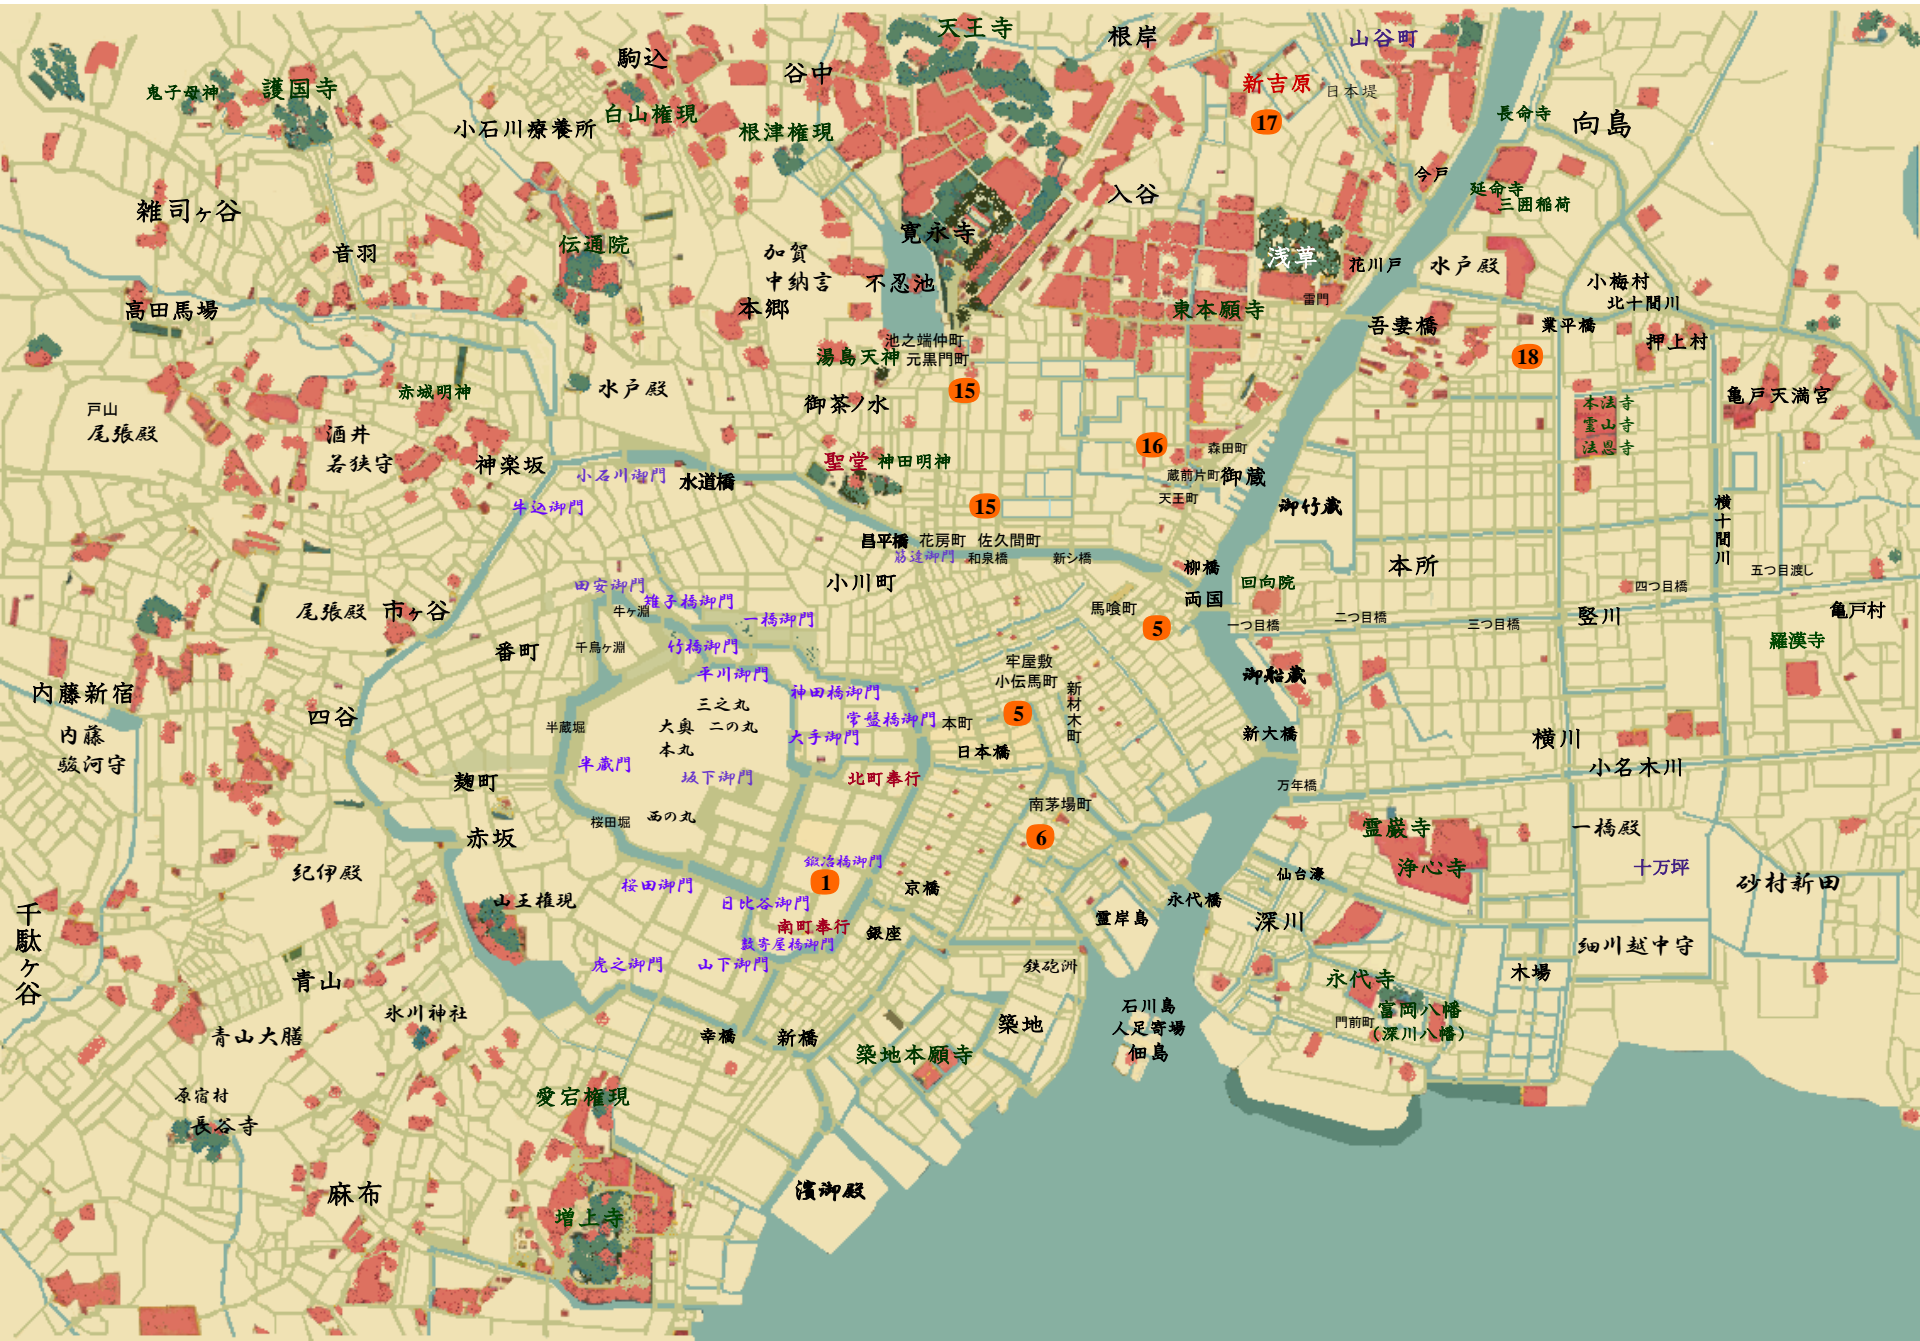 天王寺
根岸
山谷町
駒込
谷中
新吉原
日本堤
鬼子母神
護国寺
白山権現
小石川療養所
根津権現
17
長命寺
向島
今戸
入谷
延命寺
三囲稲荷
雑司ヶ谷
音羽
伝通院
加賀
中納言
寛永寺
不忍池
浅草
花川戸
水戸殿
小梅村
北十間川
高田馬場
本郷
東本願寺
雷門
吾妻橋
業平橋
押上村
池之端仲町
湯島天神
元黒門町
18
赤城明神
水戸殿
御茶ノ水
15
本法寺
霊山寺
法恩寺
亀戸天満宮
戸山
尾張殿
酒井
若狭守
神楽坂
小石川御門
水道橋
聖堂
神田明神
16
森田町
蔵前片町
御蔵
天王町
牛込御門
15
御竹蔵
横十間川
昌平橋
花房町
佐久間町
筋違御門
和泉橋
新シ橋
柳橋
本所
五つ目渡し
田安御門
雉子橋御門
小川町
回向院
四つ目橋
尾張殿
市ヶ谷
牛ヶ淵
一橋御門
馬喰町
両国
5
一つ目橋
二つ目橋
三つ目橋
竪川
亀戸村
番町
千鳥ヶ淵
竹橋御門
羅漢寺
平川御門
牢屋敷
小伝馬町
御船蔵
内藤新宿
神田橋御門
新材木町
四谷
三之丸
大奥
二の丸
本丸
常盤橋御門
本町
5
半蔵堀
大手御門
日本橋
新大橋
横川
内藤
駿河守
半蔵門
坂下御門
北町奉行
小名木川
麹町
万年橋
桜田堀
西の丸
南茅場町
6
赤坂
霊巌寺
一橋殿
鍛冶橋御門
1
浄心寺
十万坪
紀伊殿
桜田御門
京橋
仙台濠
砂村新田
山王権現
日比谷御門
永代橋
千駄ヶ谷
南町奉行
銀座
霊岸島
深川
数寄屋橋御門
細川越中守
虎之御門
山下御門
鉄砲洲
木場
青山
永代寺
氷川神社
石川島
人足寄場
佃島
富岡八幡
(深川八幡)
門前町
青山大膳
幸橋
新橋
築地
築地本願寺
原宿村
愛宕権現
長谷寺
麻布
濱御殿
増上寺